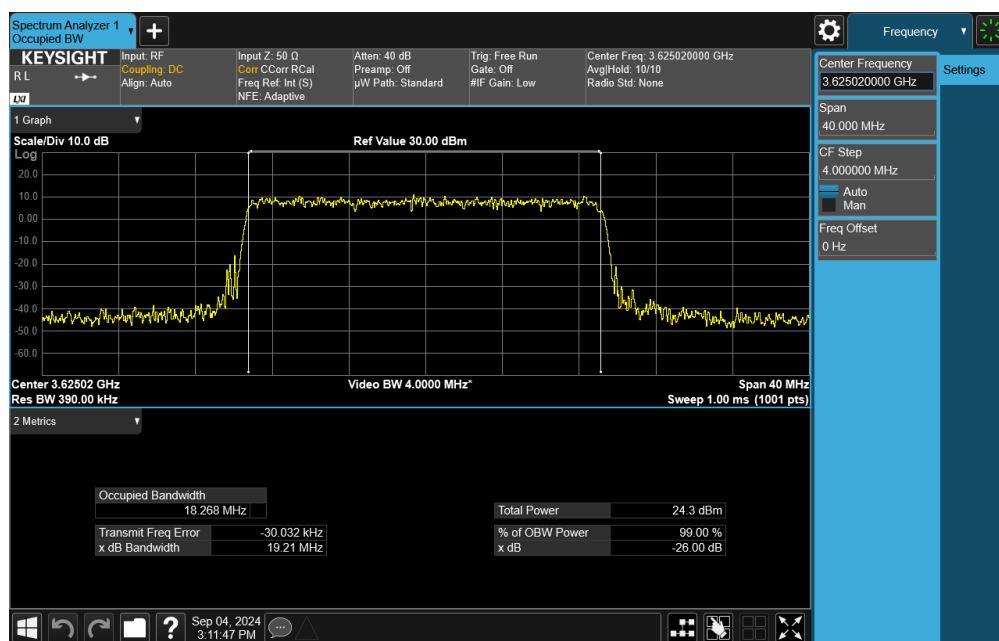 Spectrum Analyzer 1
Occupied BW
+
Frequency
KEYSIGHT
R L
LXI
Input: RF
Coupling: DC
Align: Auto
Input Z: 50 Ω
Corr CCorr RCal
Freq Ref: Int (S)
NFE: Adaptive
Atten: 40 dB
Preamp: Off
µW Path: Standard
Trig: Free Run
Gate: Off
#IF Gain: Low
Center Freq: 3.625020000 GHz
Avg|Hold: 10/10
Radio Std: None
Center Frequency
3.625020000 GHz
Settings
Span
40.000 MHz
CF Step
4.000000 MHz
Auto
Man
Freq Offset
0 Hz
1 Graph
Scale/Div 10.0 dB
Ref Value 30.00 dBm
Log
20.0
10.0
0.00
-10.0
-20.0
-30.0
-40.0
-50.0
-60.0
Center 3.62502 GHz
Video BW 4.0000 MHz*
Span 40 MHz
Res BW 390.00 kHz
Sweep 1.00 ms (1001 pts)
2 Metrics
Occupied Bandwidth
18.268 MHz
Total Power 24.3 dBm
Transmit Freq Error -30.032 kHz
% of OBW Power 99.00 %
x dB Bandwidth 19.21 MHz
x dB -26.00 dB
?
Sep 04, 2024
3:11:47 PM